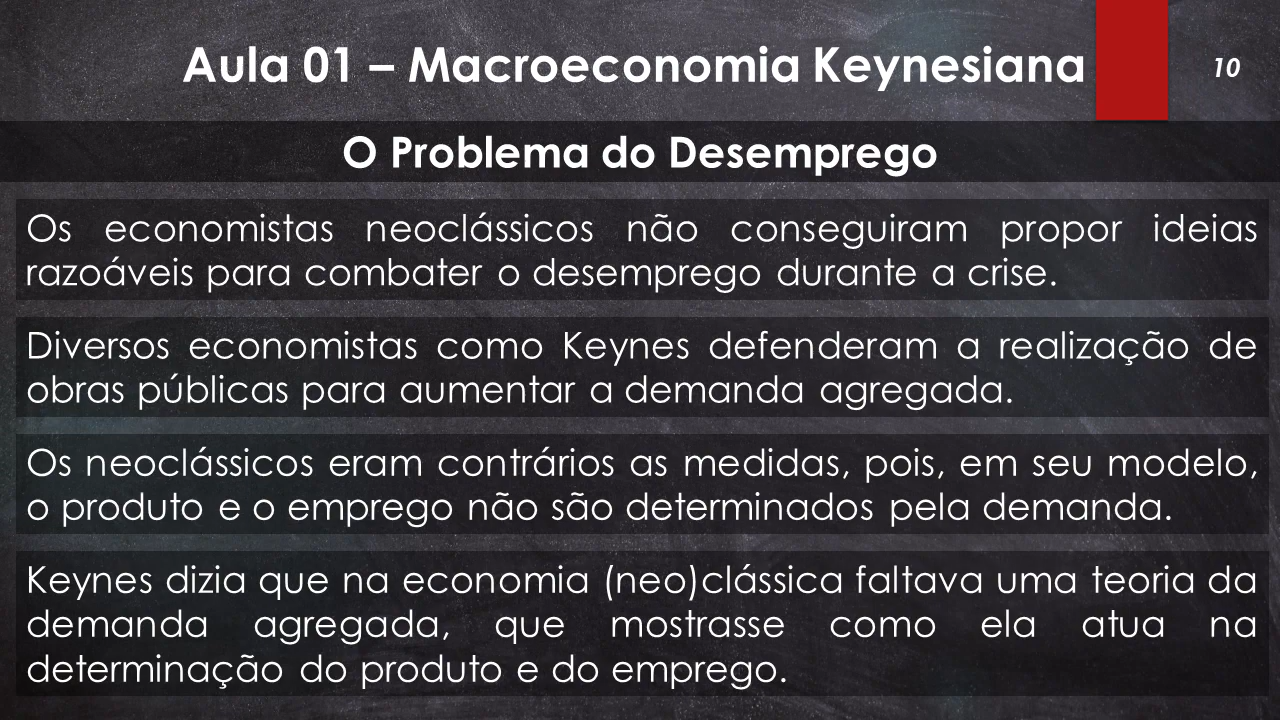 Aula 01 – Macroeconomia Keynesiana
10
O Problema do Desemprego
Os economistas neoclássicos não conseguiram propor ideias
razoáveis para combater o desemprego durante a crise.
Diversos economistas como Keynes defenderam a realização de
obras públicas para aumentar a demanda agregada.
Os neoclássicos eram contrários as medidas, pois, em seu modelo,
o produto e o emprego não são determinados pela demanda.
Keynes dizia que na economia (neo)clássica faltava uma teoria da
demanda agregada, que mostrasse como ela atua na
determinação do produto e do emprego.